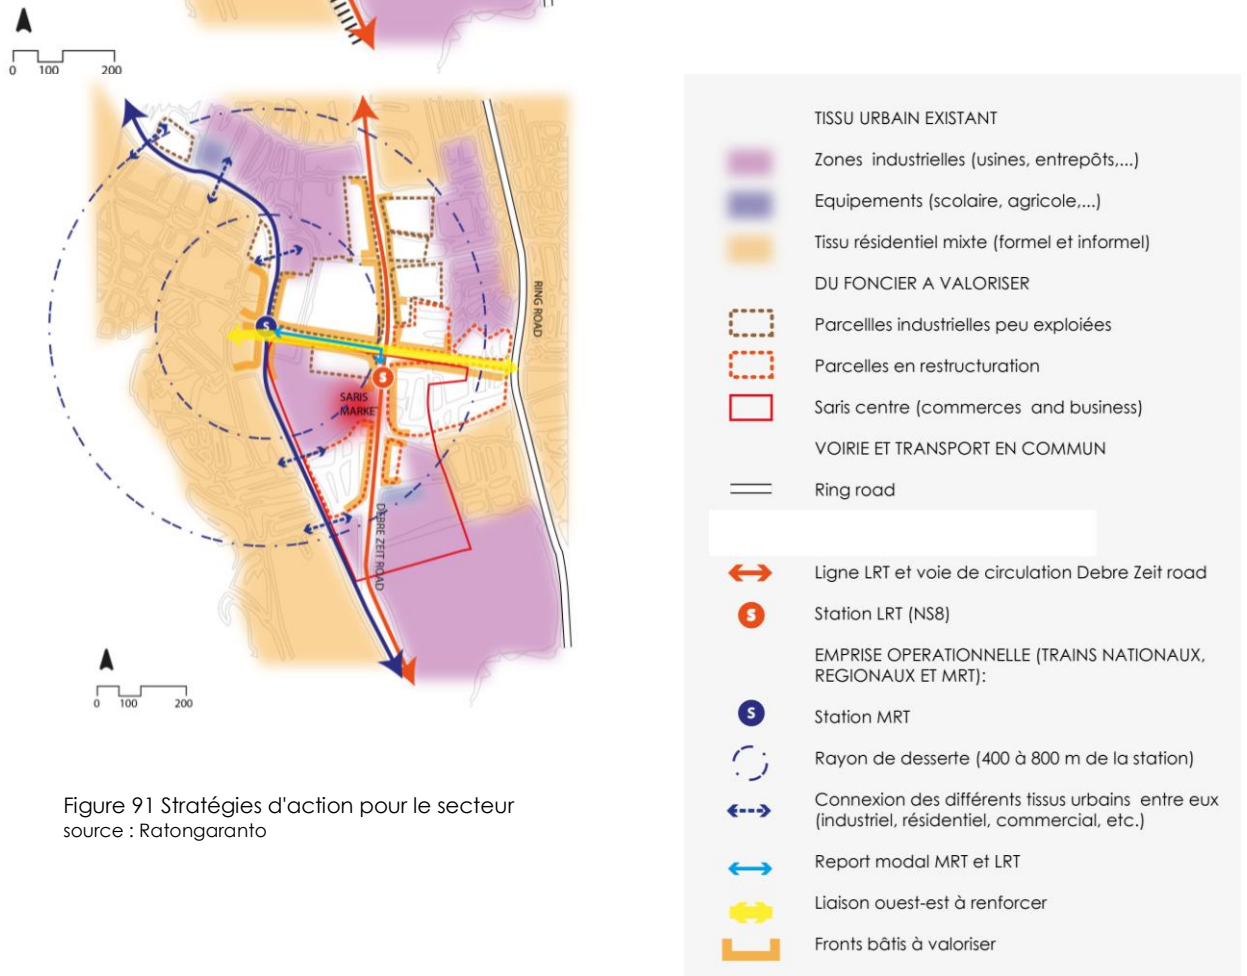 0 100 200
RING ROAD
S
S
SARIS
MARKE
DEBRE ZEIT ROAD
0 100 200
Figure 91 Stratégies d'action pour le secteur
source : Ratongaranto
TISSU URBAIN EXISTANT
Zones industrielles (usines, entrepôts,...)
Equipements (scolaire, agricole,...)
Tissu résidentiel mixte (formel et informel)
DU FONCIER A VALORISER
Parcellles industrielles peu exploiées
Parcelles en restructuration
Saris centre (commerces and business)
VOIRIE ET TRANSPORT EN COMMUN
Ring road
Ligne LRT et voie de circulation Debre Zeit road
S Station LRT (NS8)
EMPRISE OPERATIONNELLE (TRAINS NATIONAUX,
REGIONAUX ET MRT):
S Station MRT
Rayon de desserte (400 à 800 m de la station)
Connexion des différents tissus urbains entre eux
(industriel, résidentiel, commercial, etc.)
Report modal MRT et LRT
Liaison ouest-est à renforcer
Fronts bâtis à valoriser